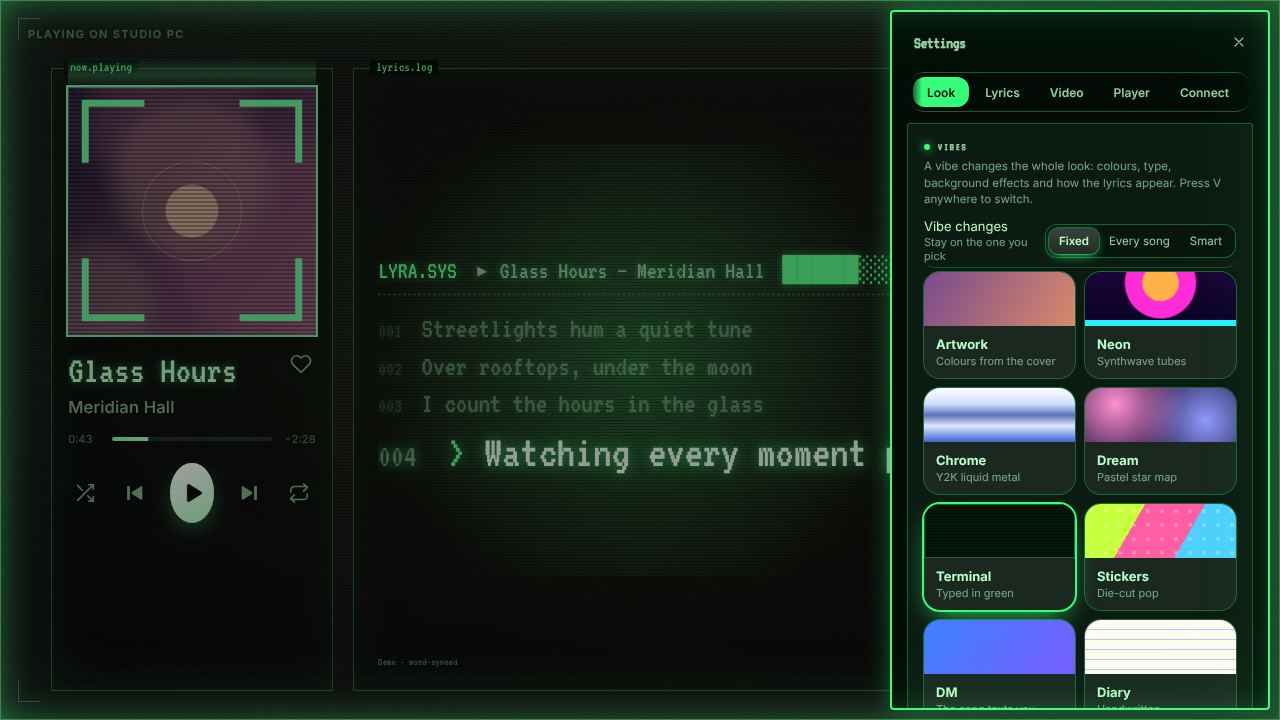 PLAYING ON STUDIO PC
now.playing
Glass Hours
Meridian Hall
0:43
-2:28
lyrics.log
LYRA.SYS ▶ Glass Hours — Meridian Hall
001 Streetlights hum a quiet tune
002 Over rooftops, under the moon
003 I count the hours in the glass
004 > Watching every moment
Demo · word-synced
Settings
Look Lyrics Video Player Connect
VIBES
A vibe changes the whole look: colours, type,
background effects and how the lyrics appear. Press V
anywhere to switch.
Vibe changes
Stay on the one you
pick
Fixed Every song Smart
Artwork
Colours from the cover
Neon
Synthwave tubes
Chrome
Y2K liquid metal
Dream
Pastel star map
Terminal
Typed in green
Stickers
Die-cut pop
DM
The song texts you
Diary
Handwritten